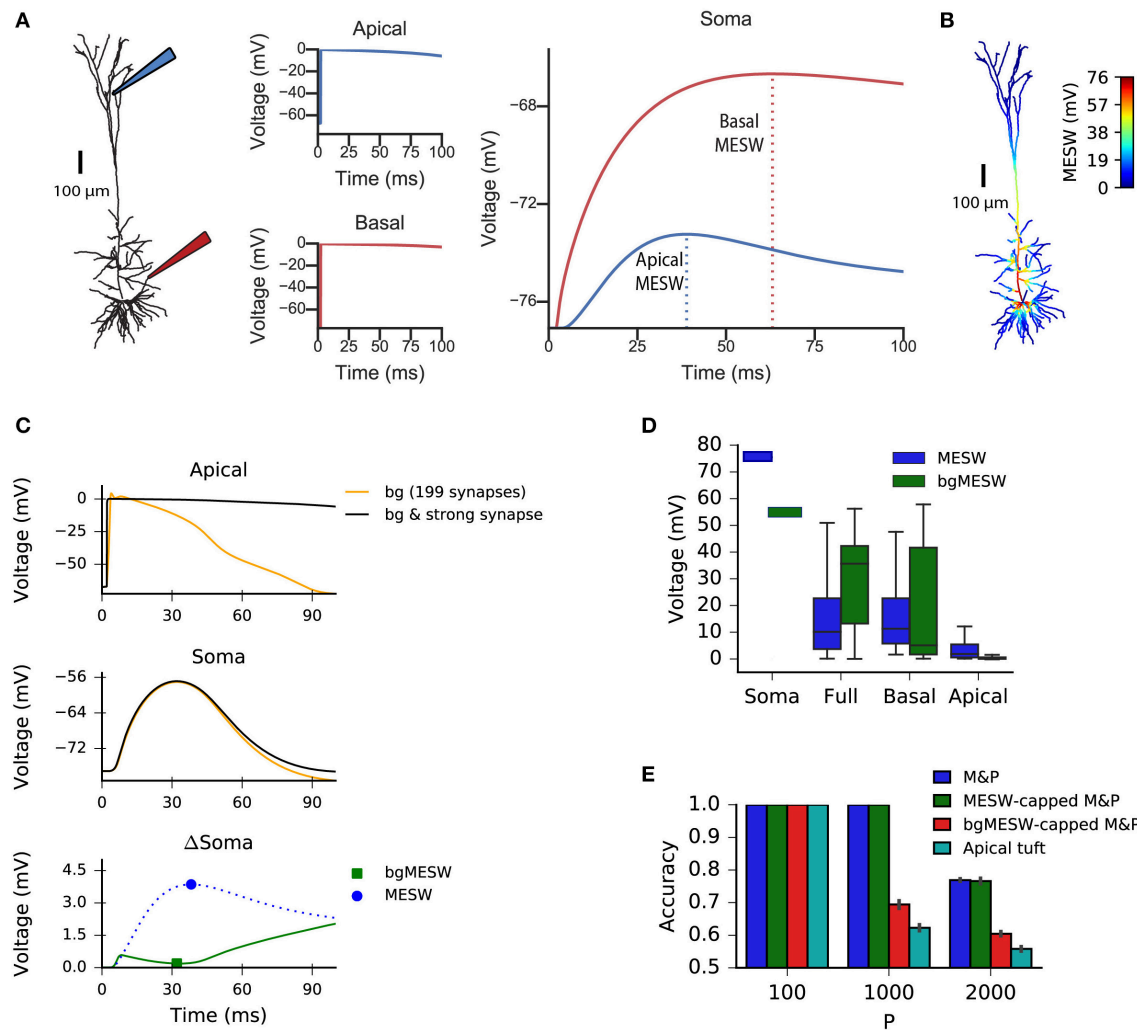 A
Apical
Voltage (mV)
0
−20
−40
−60
0 25 50 75 100
Time (ms)
100 µm
Basal
Voltage (mV)
0
−20
−40
−60
0 25 50 75 100
Time (ms)
Soma
Voltage (mV)
−68
−72
−76
Basal
MESW
Apical
MESW
0 25 50 75 100
Time (ms)
B
100 µm
MESW (mV)
76
57
38
19
0
C
Apical
Voltage (mV)
0
−25
−50
0 30 60 90
bg (199 synapses)
bg & strong synapse
Soma
Voltage (mV)
−56
−64
−72
0 30 60 90
ΔSoma
Voltage (mV)
4.5
3.0
1.5
0.0
0 30 60 90
Time (ms)
bgMESW
MESW
D
Voltage (mV)
80
70
60
50
40
30
20
10
0
Soma Full Basal Apical
MESW
bgMESW
E
Accuracy
1.0
0.9
0.8
0.7
0.6
0.5
100 1000 2000
P
M&P
MESW-capped M&P
bgMESW-capped M&P
Apical tuft